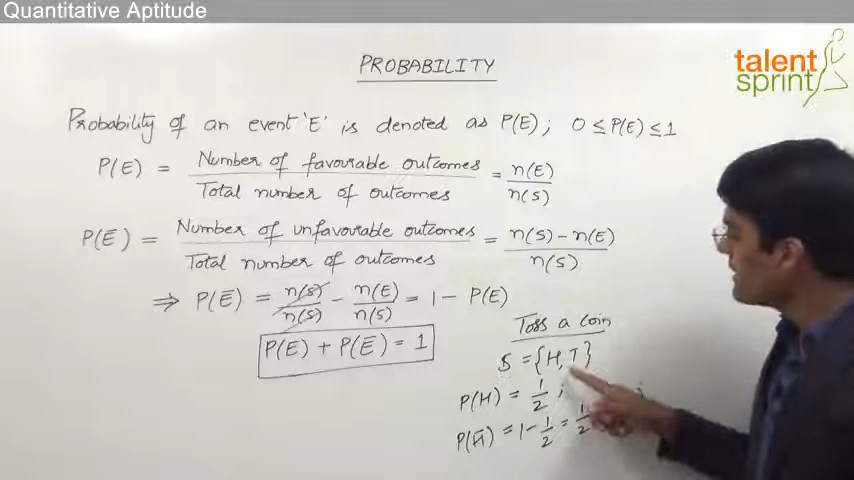 Quantitative Aptitude
talent
sprint
PROBABILITY
Probability of an event 'E' is denoted as P(E); 0 ≤ P(E) ≤ 1
P(E) = Number of favourable outcomes / Total number of outcomes = n(E) / n(S)
P(Ē) = Number of unfavourable outcomes / Total number of outcomes = n(S) - n(E) / n(S)
⇒ P(Ē) = n(S) / n(S) - n(E) / n(S) = 1 - P(E)
P(E) + P(Ē) = 1
Toss a coin
S = {H, T}
P(H) = 1/2 ;
P(H̄) = 1 - 1/2 = 1/2